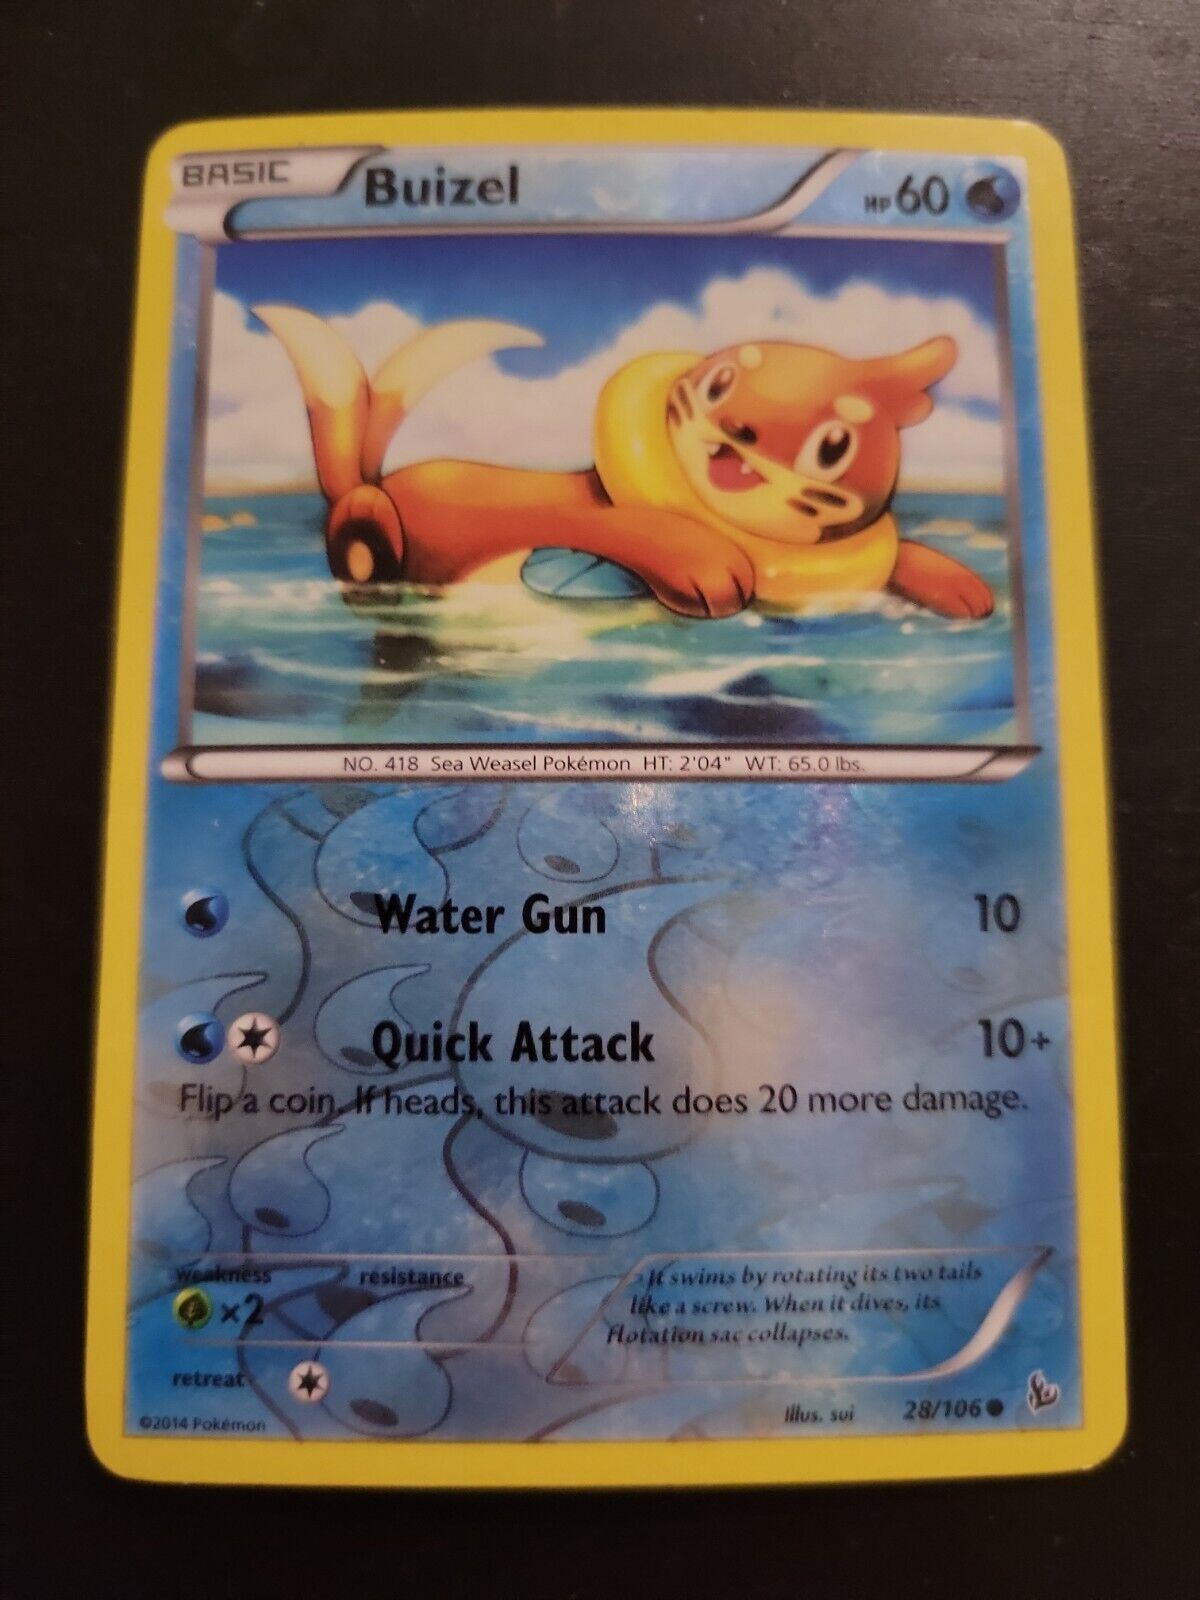 BASIC Buizel HP60
NO. 418 Sea Weasel Pokémon HT: 2'04" WT: 65.0 lbs.
Water Gun 10
Quick Attack 10+
Flip a coin. If heads, this attack does 20 more damage.
weakness resistance
×2
It swims by rotating its two tails
like a screw. When it dives, its
flotation sac collapses.
retreat
©2014 Pokémon
Illus. sui 28/106